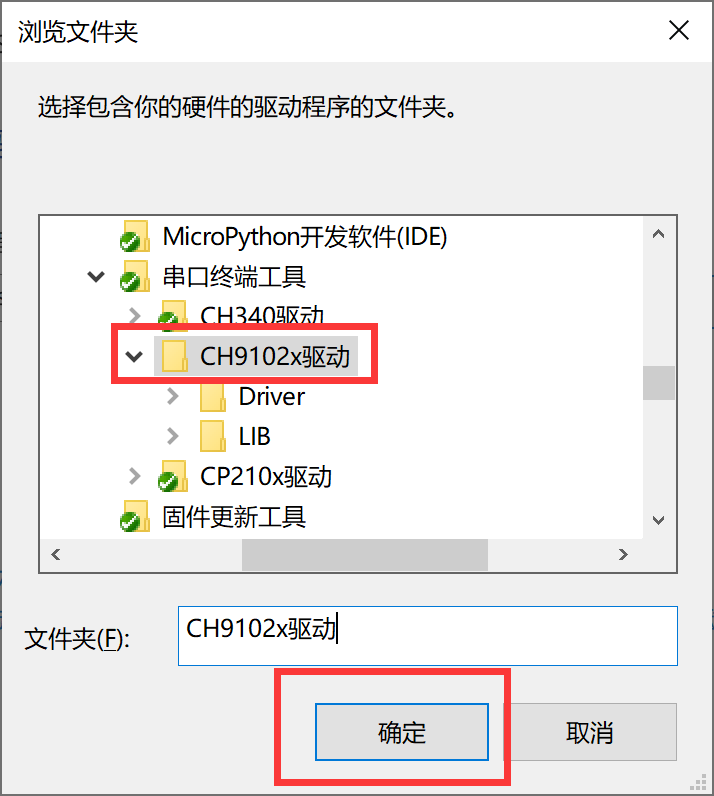 浏览文件夹
选择包含你的硬件的驱动程序的文件夹。
MicroPython开发软件(IDE)
串口终端工具
CH340驱动
CH9102x驱动
Driver
LIB
CP210x驱动
固件更新工具
文件夹(F):
CH9102x驱动
确定
取消